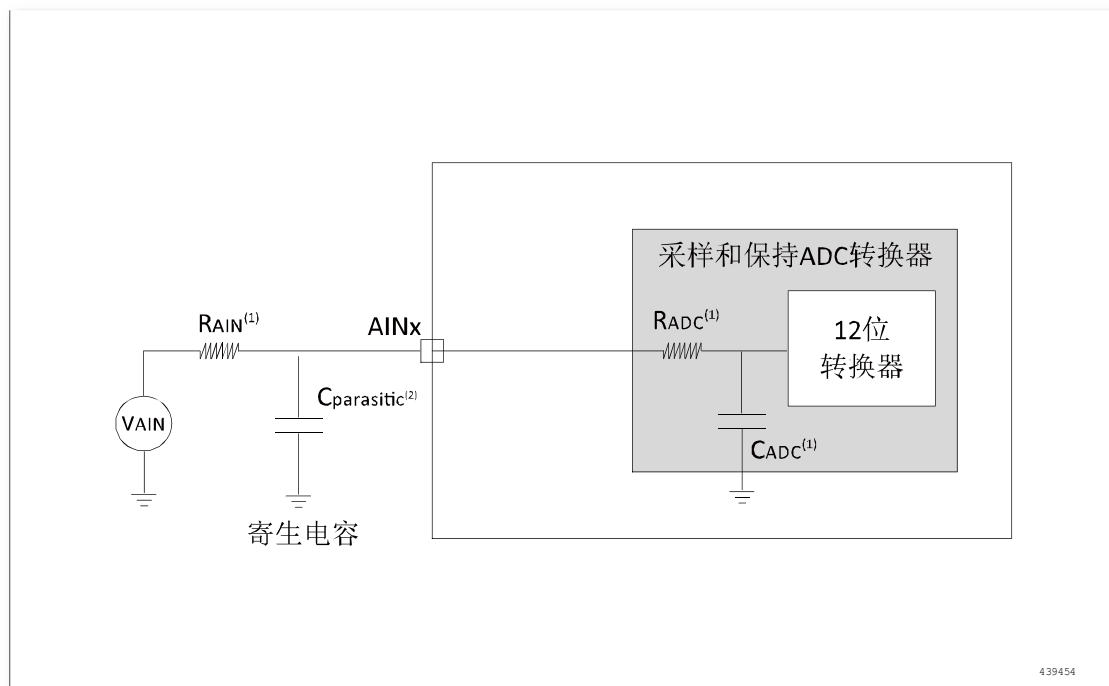 采样和保持ADC转换器
RAIN(1)
AINx
RADC(1)
12位
转换器
Cparasitic(2)
VAIN
CADC(1)
寄生电容
439454